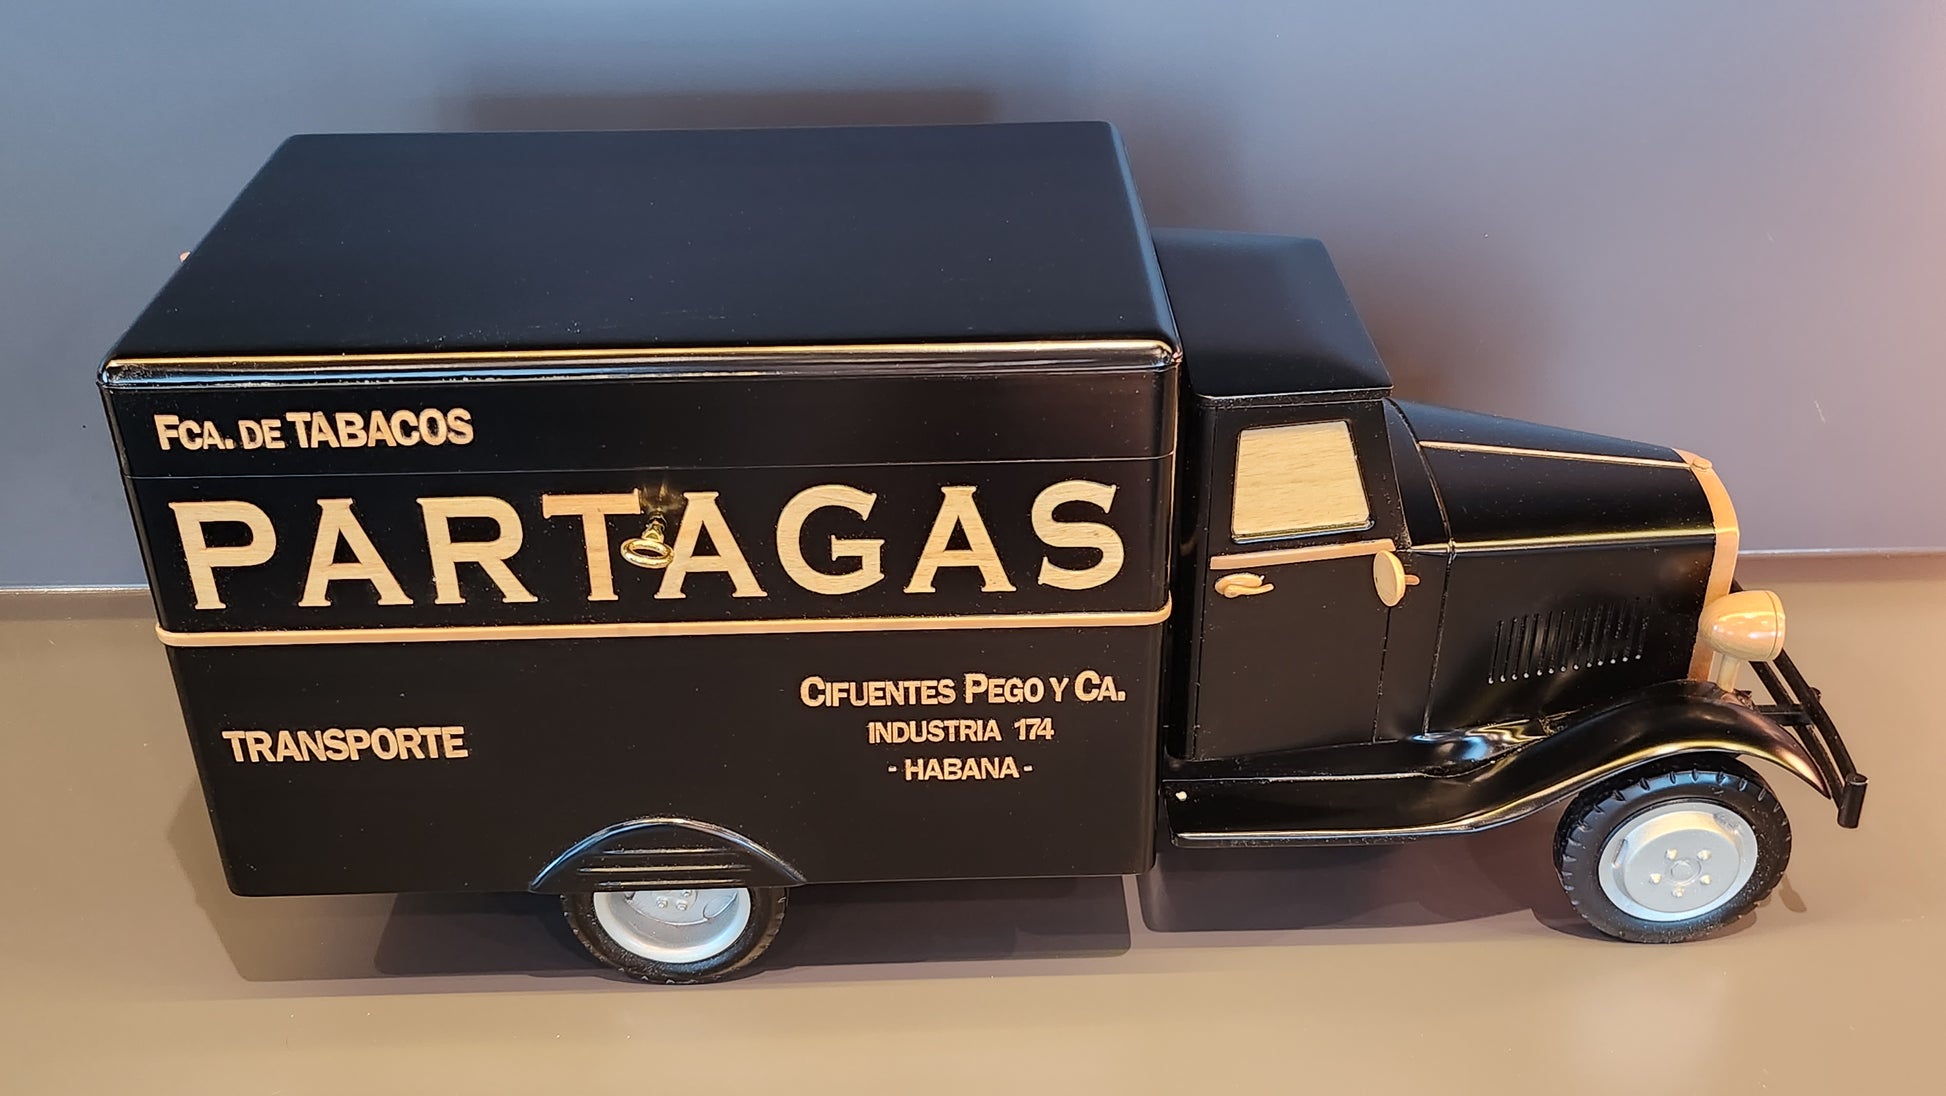 FCA. DE TABACOS
PARTAGAS
TRANSPORTE
CIFUENTES PEGO Y CA.
INDUSTRIA 174
- HABANA -